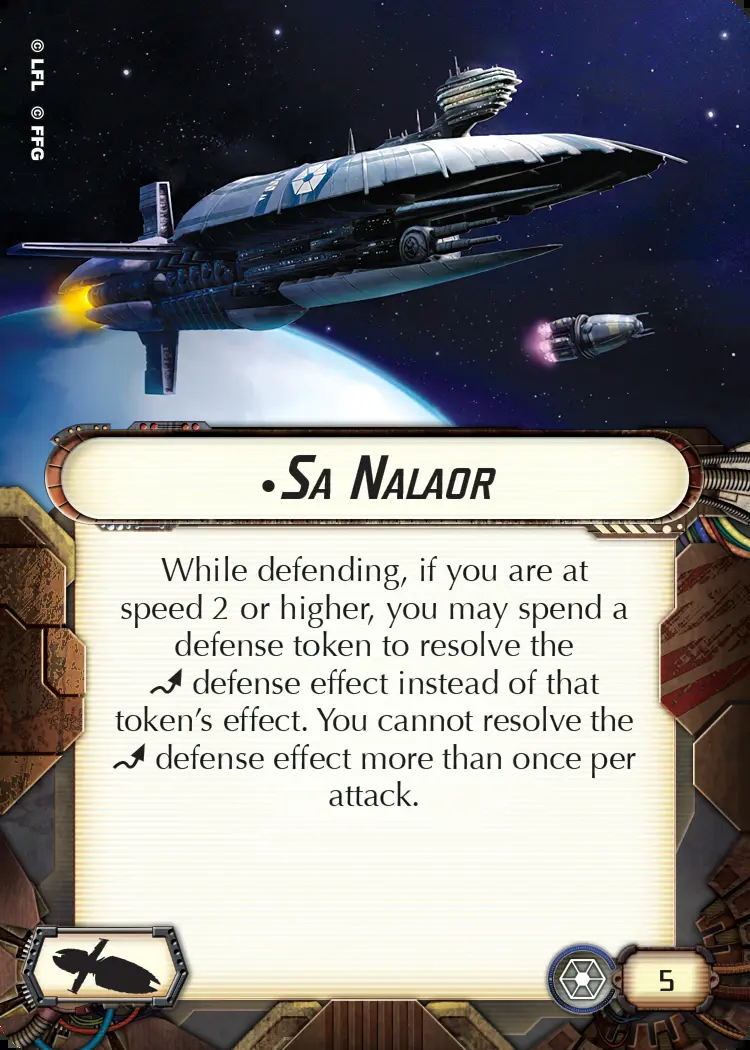 © LFL © FFG
•Sa Nalaor
While defending, if you are at
speed 2 or higher, you may spend a
defense token to resolve the
defense effect instead of that
token’s effect. You cannot resolve the
defense effect more than once per
attack.
5